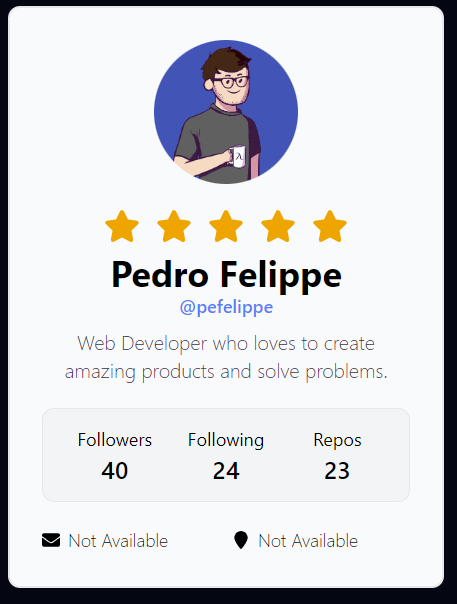 λ
Pedro Felippe
@pefelippe
Web Developer who loves to create
amazing products and solve problems.
Followers Following Repos
40 24 23
Not Available Not Available